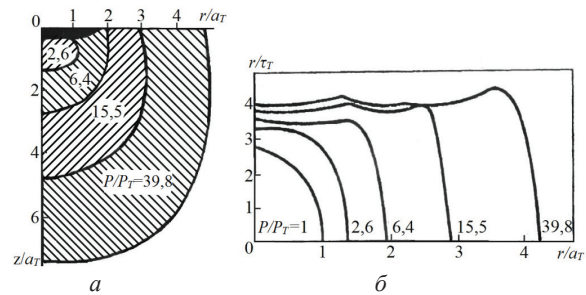 0 1 2 3 4 r/a_T
2,6
6,4
2
15,5
4
P/P_T=39,8
6
z/a_T
а
r/τ_T
4
3
2
1
P/P_T=1 2,6 6,4 15,5 39,8
0
1 2 3 4 r/a_T
б